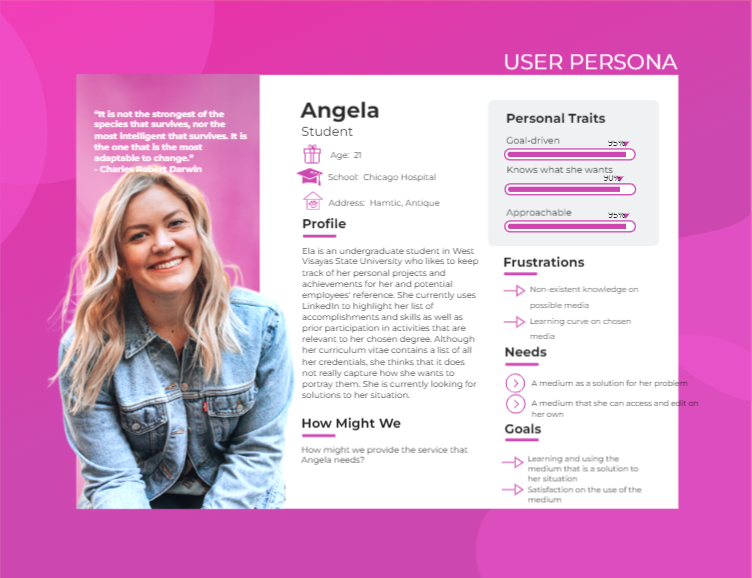 USER PERSONA
"It is not the strongest of the
species that survives, nor the
most intelligent that survives. It is
the one that is the most
adaptable to change."
- Charles Robert Darwin
Angela
Student
Age: 21
School: Chicago Hospital
Address: Hamtic, Antique
Profile
Ela is an undergraduate student in West
Visayas State University who likes to keep
track of her personal projects and
achievements for her and potential
employees' reference. She currently uses
LinkedIn to highlight her list of
accomplishments and skills as well as
prior participation in activities that are
relevant to her chosen degree. Although
her curriculum vitae contains a list of all
her credentials, she thinks that it does
not really capture how she wants to
portray them. She is currently looking for
solutions to her situation.
How Might We
How might we provide the service that
Angela needs?
Personal Traits
Goal-driven
95%
Knows what she wants
90%
Approachable
95%
Frustrations
Non-existent knowledge on
possible media
Learning curve on chosen
media
Needs
A medium as a solution for her problem
A medium that she can access and edit on
her own
Goals
Learning and using the
medium that is a solution to
her situation
Satisfaction on the use of the
medium